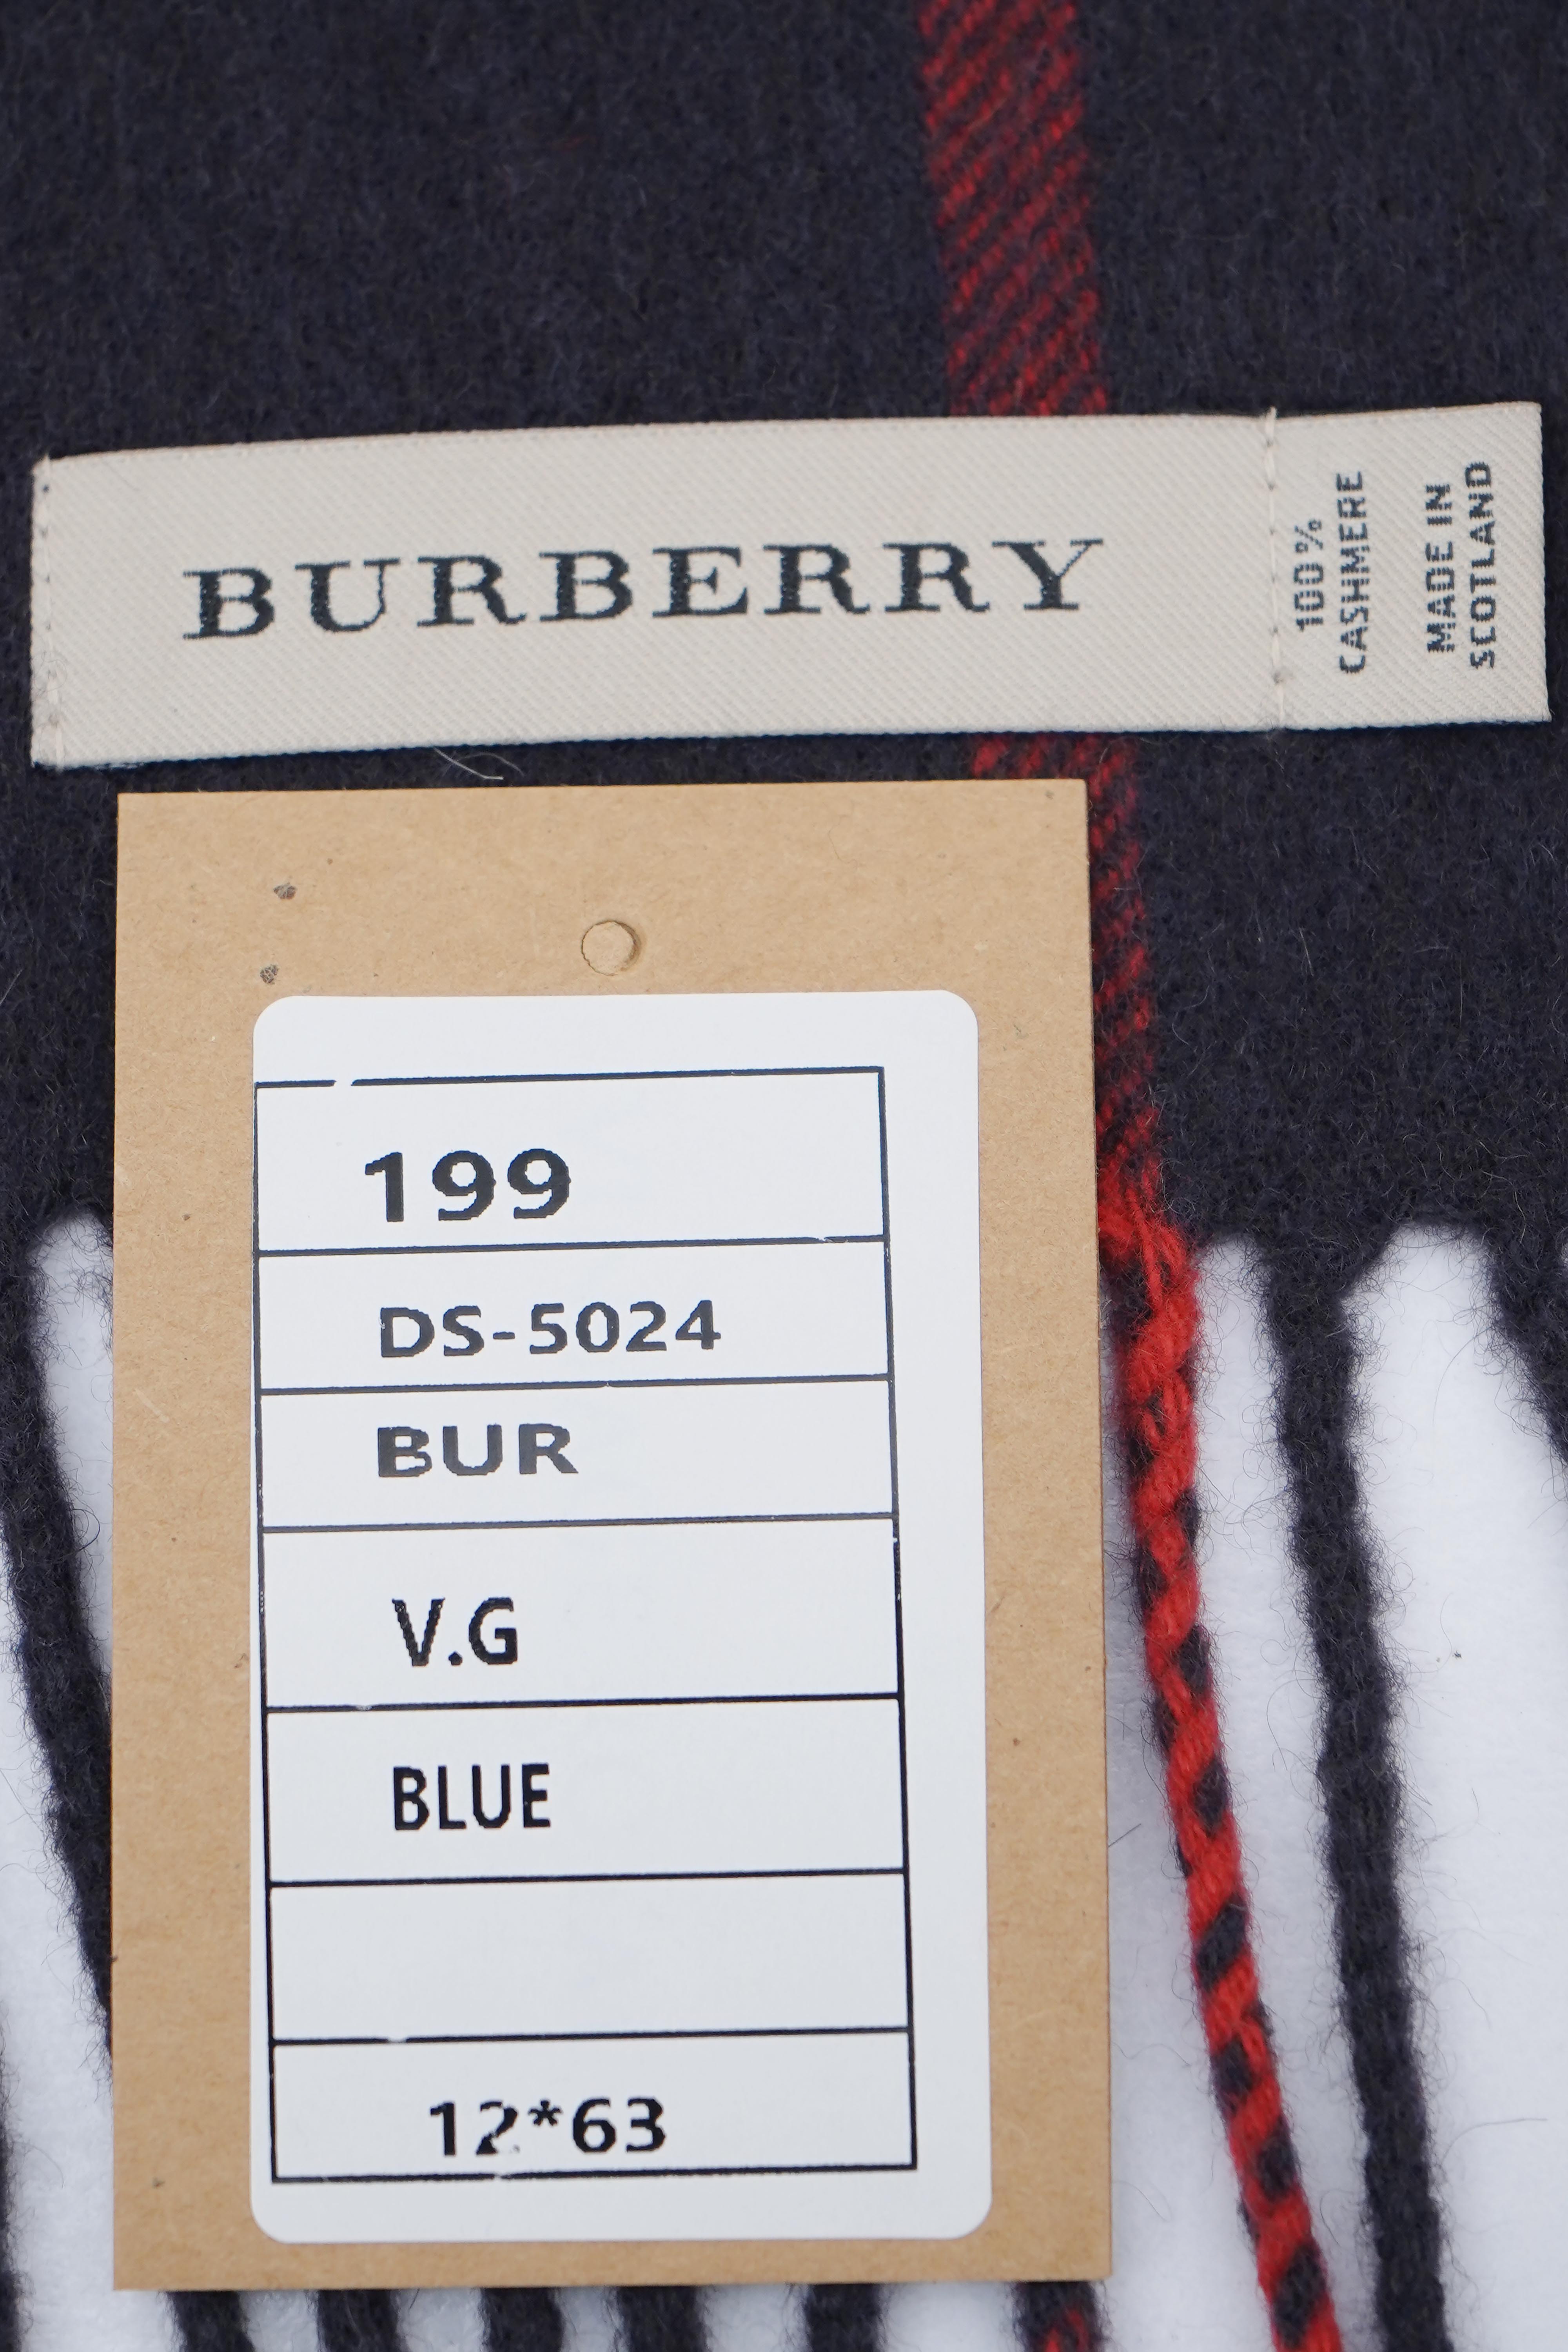 BURBERRY
100%
CASHMERE
MADE IN
SCOTLAND
199
DS-5024
BUR
V.G
BLUE
12*63